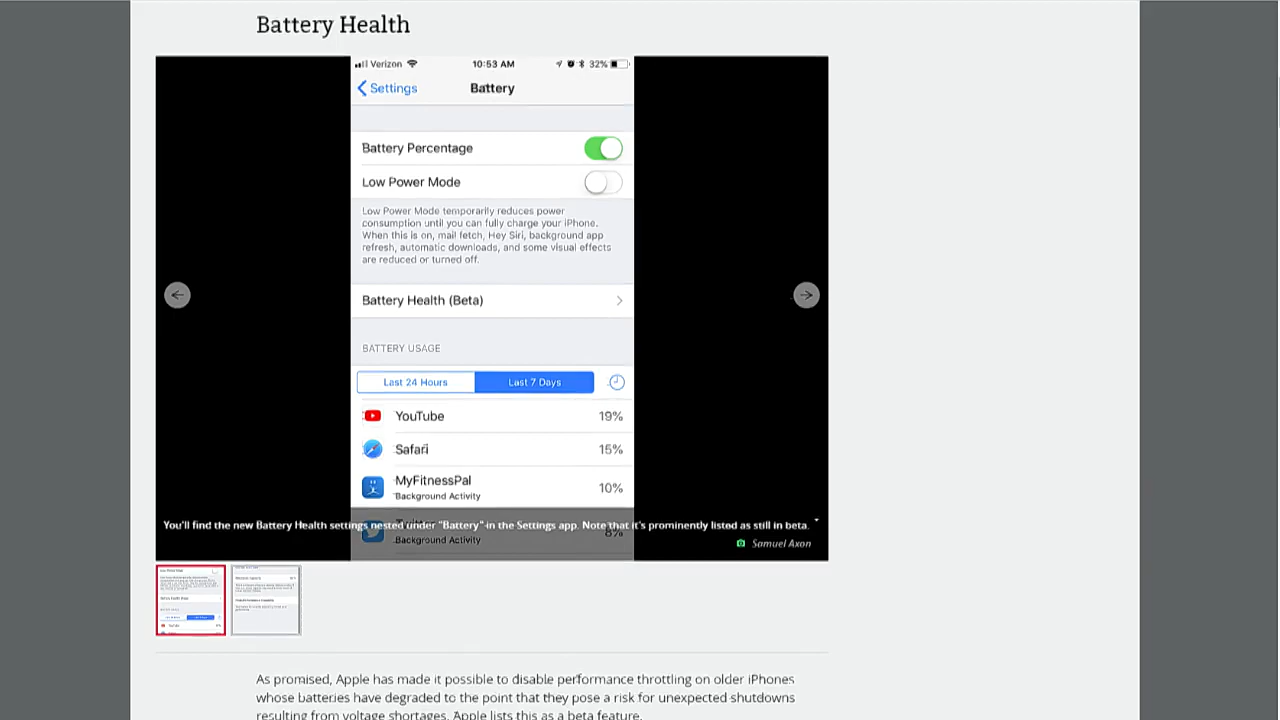 Battery Health
Verizon 10:53 AM 32%
Settings Battery
Battery Percentage
Low Power Mode
Low Power Mode temporarily reduces power
consumption until you can fully charge your iPhone.
When this is on, mail fetch, Hey Siri, background app
refresh, automatic downloads, and some visual effects
are reduced or turned off.
Battery Health (Beta)
BATTERY USAGE
Last 24 Hours Last 7 Days
YouTube 19%
Safari 15%
MyFitnessPal 10%
Background Activity
Twitter 8%
You'll find the new Battery Health settings nested under "Battery" in the Settings app. Note that it's prominently listed as still in beta.
Background Activity
Samuel Axon
As promised, Apple has made it possible to disable performance throttling on older iPhones
whose batteries have degraded to the point that they pose a risk for unexpected shutdowns
resulting from voltage shortages. Apple lists this as a beta feature.